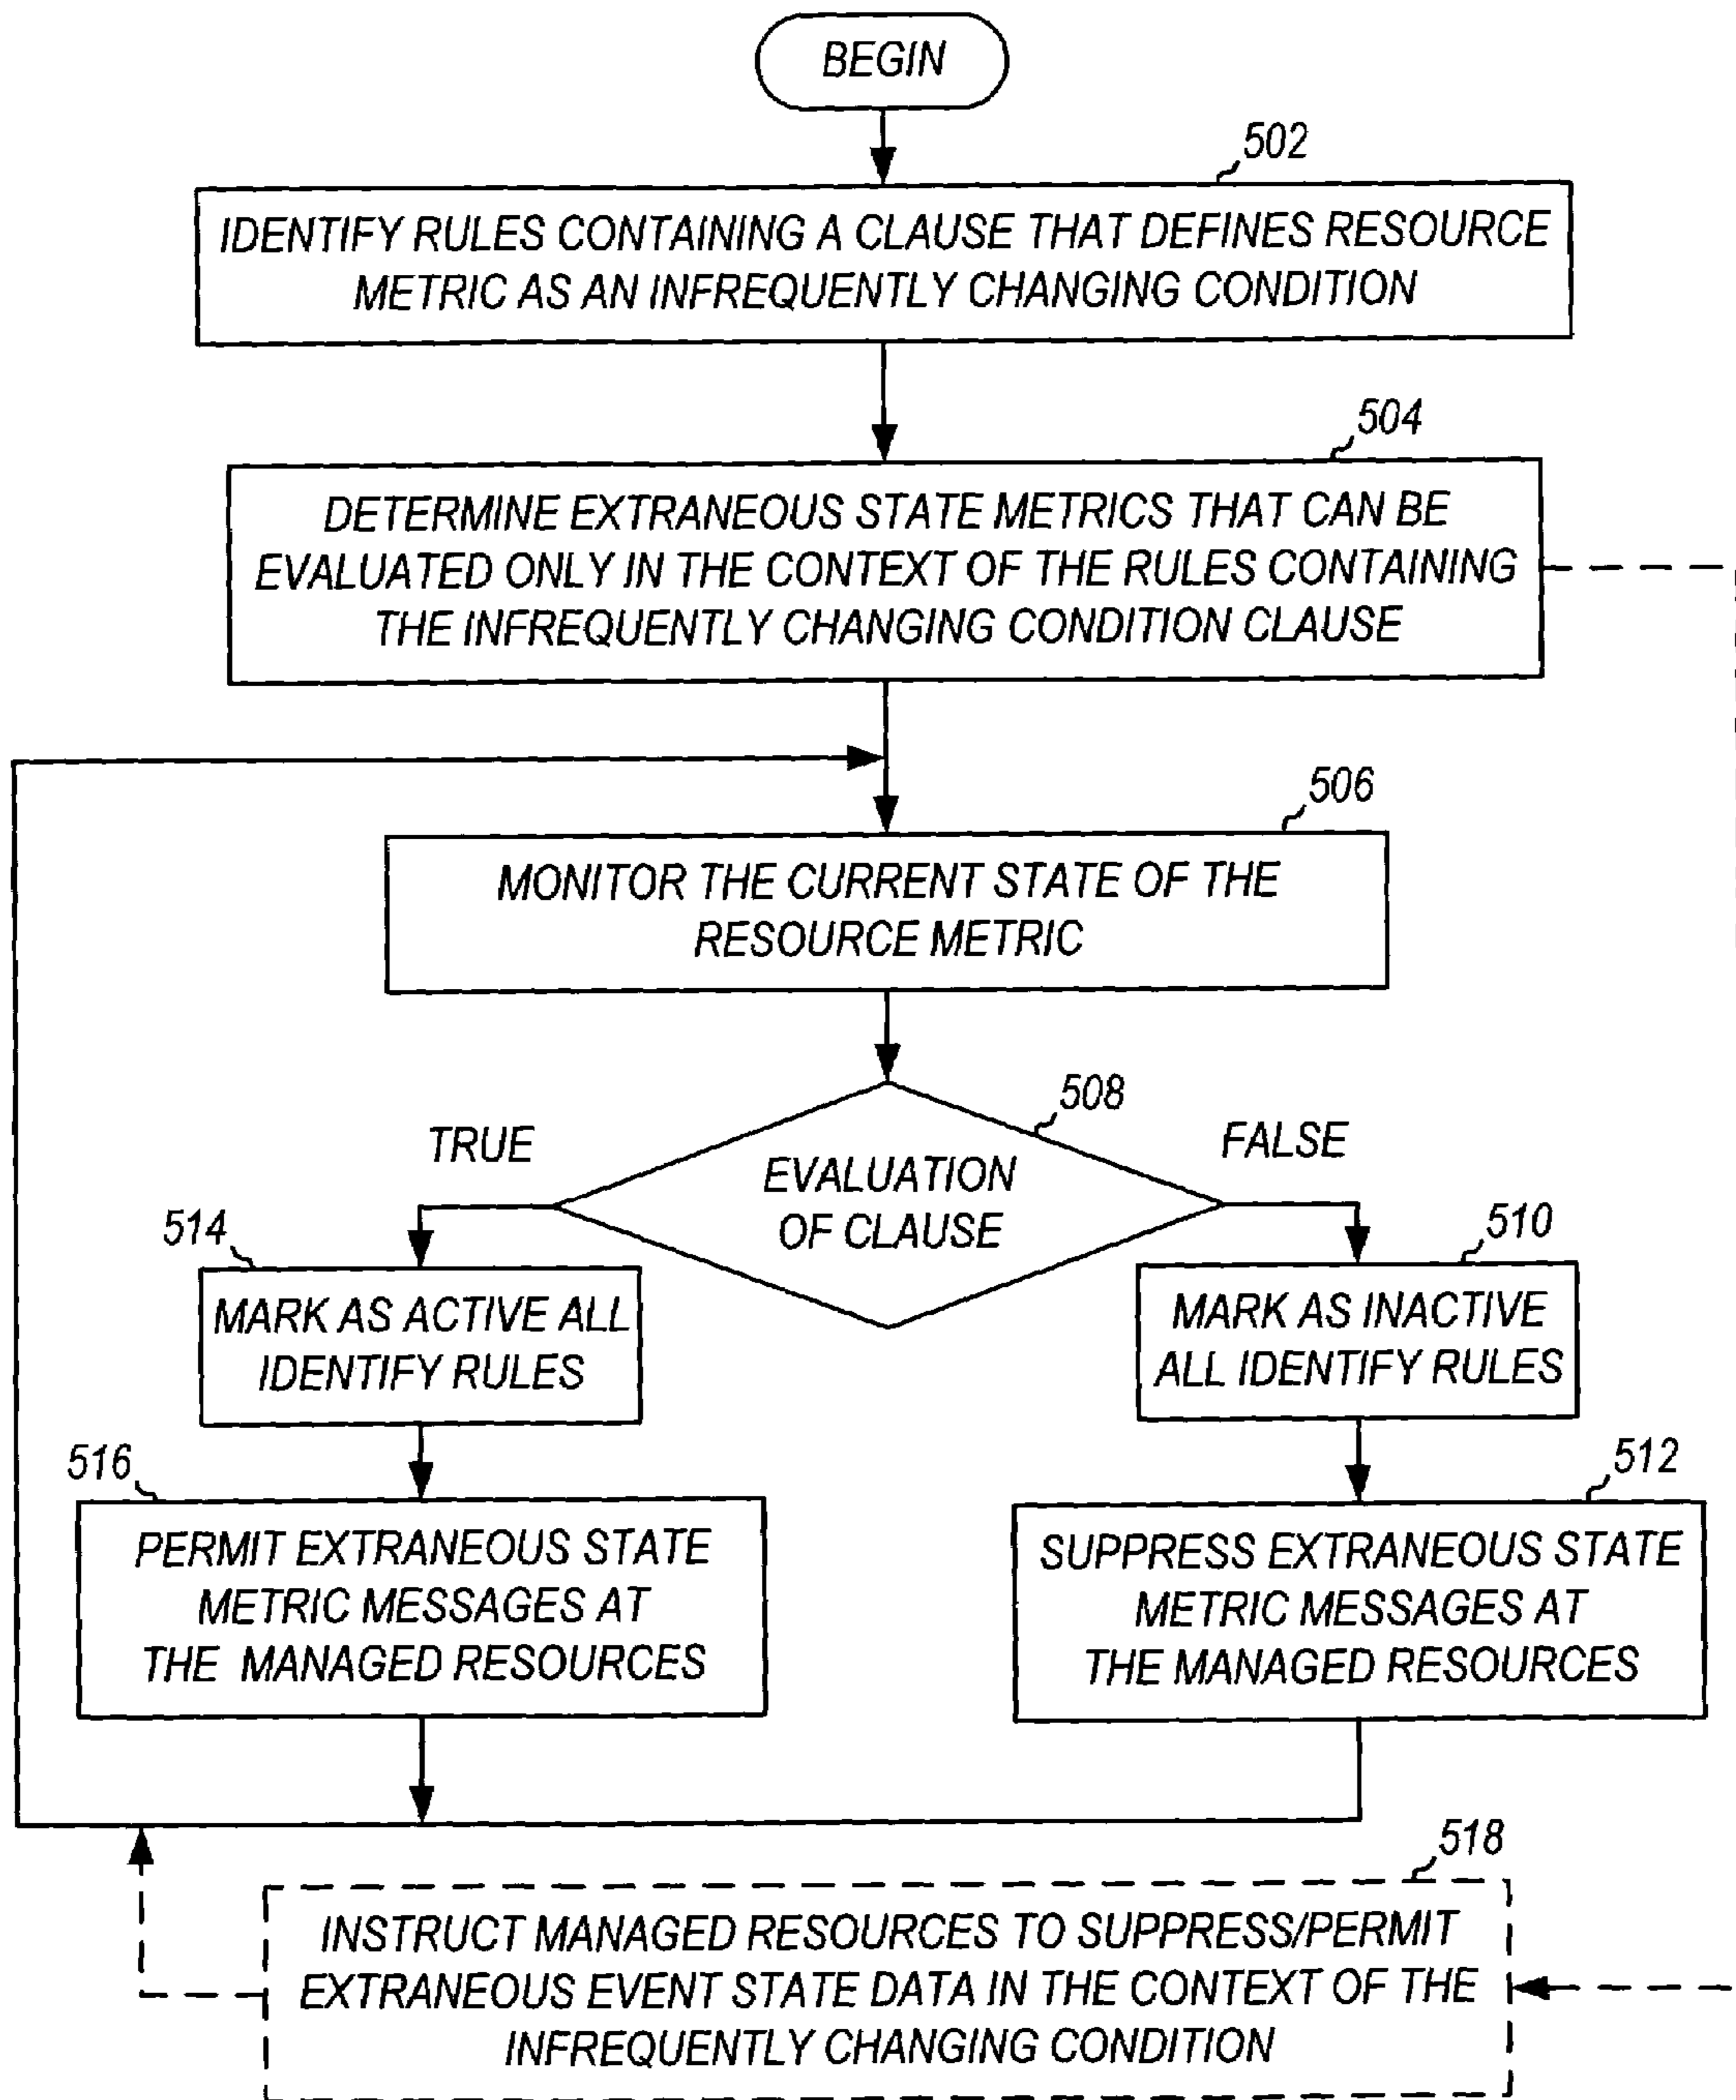 BEGIN
502
IDENTIFY RULES CONTAINING A CLAUSE THAT DEFINES RESOURCE
METRIC AS AN INFREQUENTLY CHANGING CONDITION
504
DETERMINE EXTRANEOUS STATE METRICS THAT CAN BE
EVALUATED ONLY IN THE CONTEXT OF THE RULES CONTAINING
THE INFREQUENTLY CHANGING CONDITION CLAUSE
506
MONITOR THE CURRENT STATE OF THE
RESOURCE METRIC
508
TRUE
FALSE
EVALUATION
OF CLAUSE
514
MARK AS ACTIVE ALL
IDENTIFY RULES
510
MARK AS INACTIVE
ALL IDENTIFY RULES
516
PERMIT EXTRANEOUS STATE
METRIC MESSAGES AT
THE MANAGED RESOURCES
512
SUPPRESS EXTRANEOUS STATE
METRIC MESSAGES AT
THE MANAGED RESOURCES
518
INSTRUCT MANAGED RESOURCES TO SUPPRESS/PERMIT
EXTRANEOUS EVENT STATE DATA IN THE CONTEXT OF THE
INFREQUENTLY CHANGING CONDITION